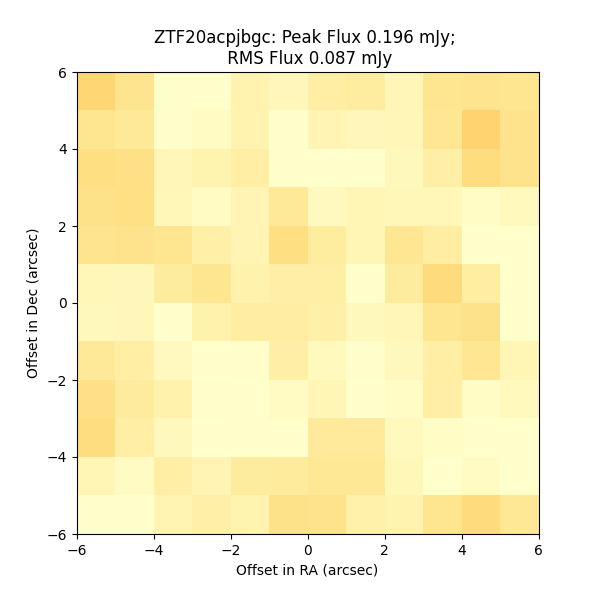 ZTF20acpjbgc: Peak Flux 0.196 mJy;
RMS Flux 0.087 mJy
6
4
2
0
−2
−4
−6
Offset in Dec (arcsec)
−6 −4 −2 0 2 4 6
Offset in RA (arcsec)